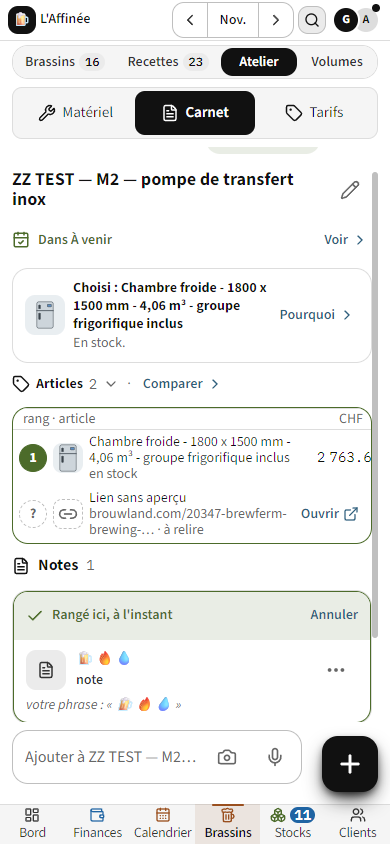 L'Affinée
Nov.
G A
Brassins 16 Recettes 23 Atelier Volumes
Matériel Carnet Tarifs
ZZ TEST — M2 — pompe de transfert
inox
Dans À venir Voir
Choisi : Chambre froide - 1800 x
1500 mm - 4,06 m³ - groupe
frigorifique inclus
En stock.
Pourquoi
Articles 2 · Comparer
rang · article CHF
1 Chambre froide - 1800 x 1500 mm -
4,06 m³ - groupe frigorifique inclus
en stock
2 763.6
? Lien sans aperçu
brouwland.com/20347-brewferm-
brewing-… · à relire
Ouvrir
Notes 1
Rangé ici, à l'instant Annuler
🍺 🔥 💧
note
votre phrase : « 🍺 🔥 💧 »
Ajouter à ZZ TEST — M2…
Bord Finances Calendrier Brassins Stocks 11 Clients